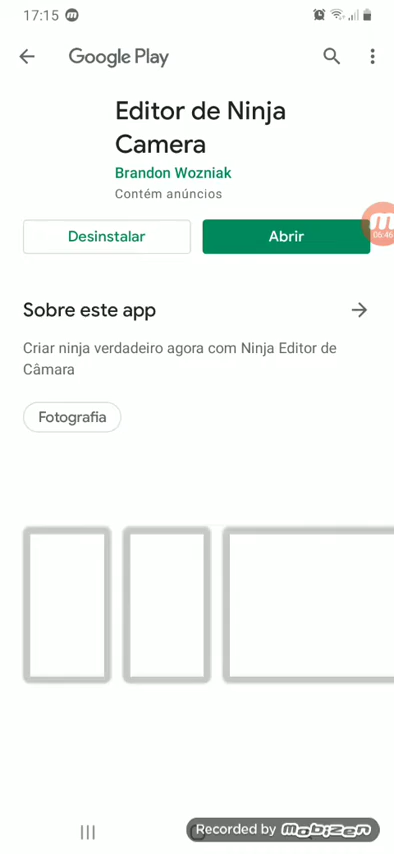 17:15
Google Play
Editor de Ninja
Camera
Brandon Wozniak
Contém anúncios
Desinstalar
Abrir
06:46
Sobre este app
Criar ninja verdadeiro agora com Ninja Editor de
Câmara
Fotografia
Recorded by mobizen